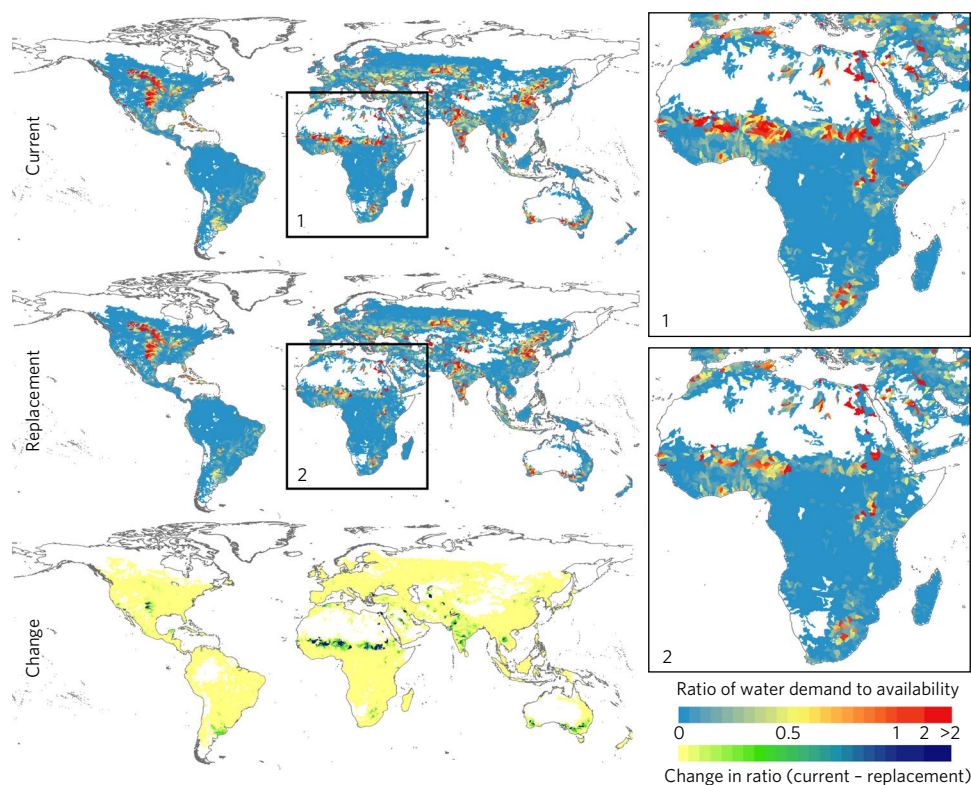 Current
1
1
Replacement
2
2
Change
Ratio of water demand to availability
0 0.5 1 2 >2
Change in ratio (current – replacement)